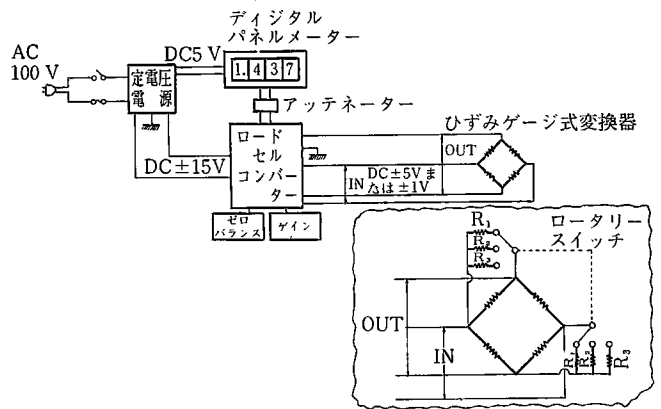 ディジタル
パネルメーター
DC5 V
AC
100 V
1. 4 3 7
定電圧
電 源
アッテネーター
ひずみゲージ式変換器
ロード
セル
コンバー
ター
OUT
DC±15V
IN
DC±5Vま
たは±1V
ゼロ
バランス
ゲイン
R₁
R₂
R₃
ロータリー
スイッチ
OUT
IN
R₁
R₂
R₃